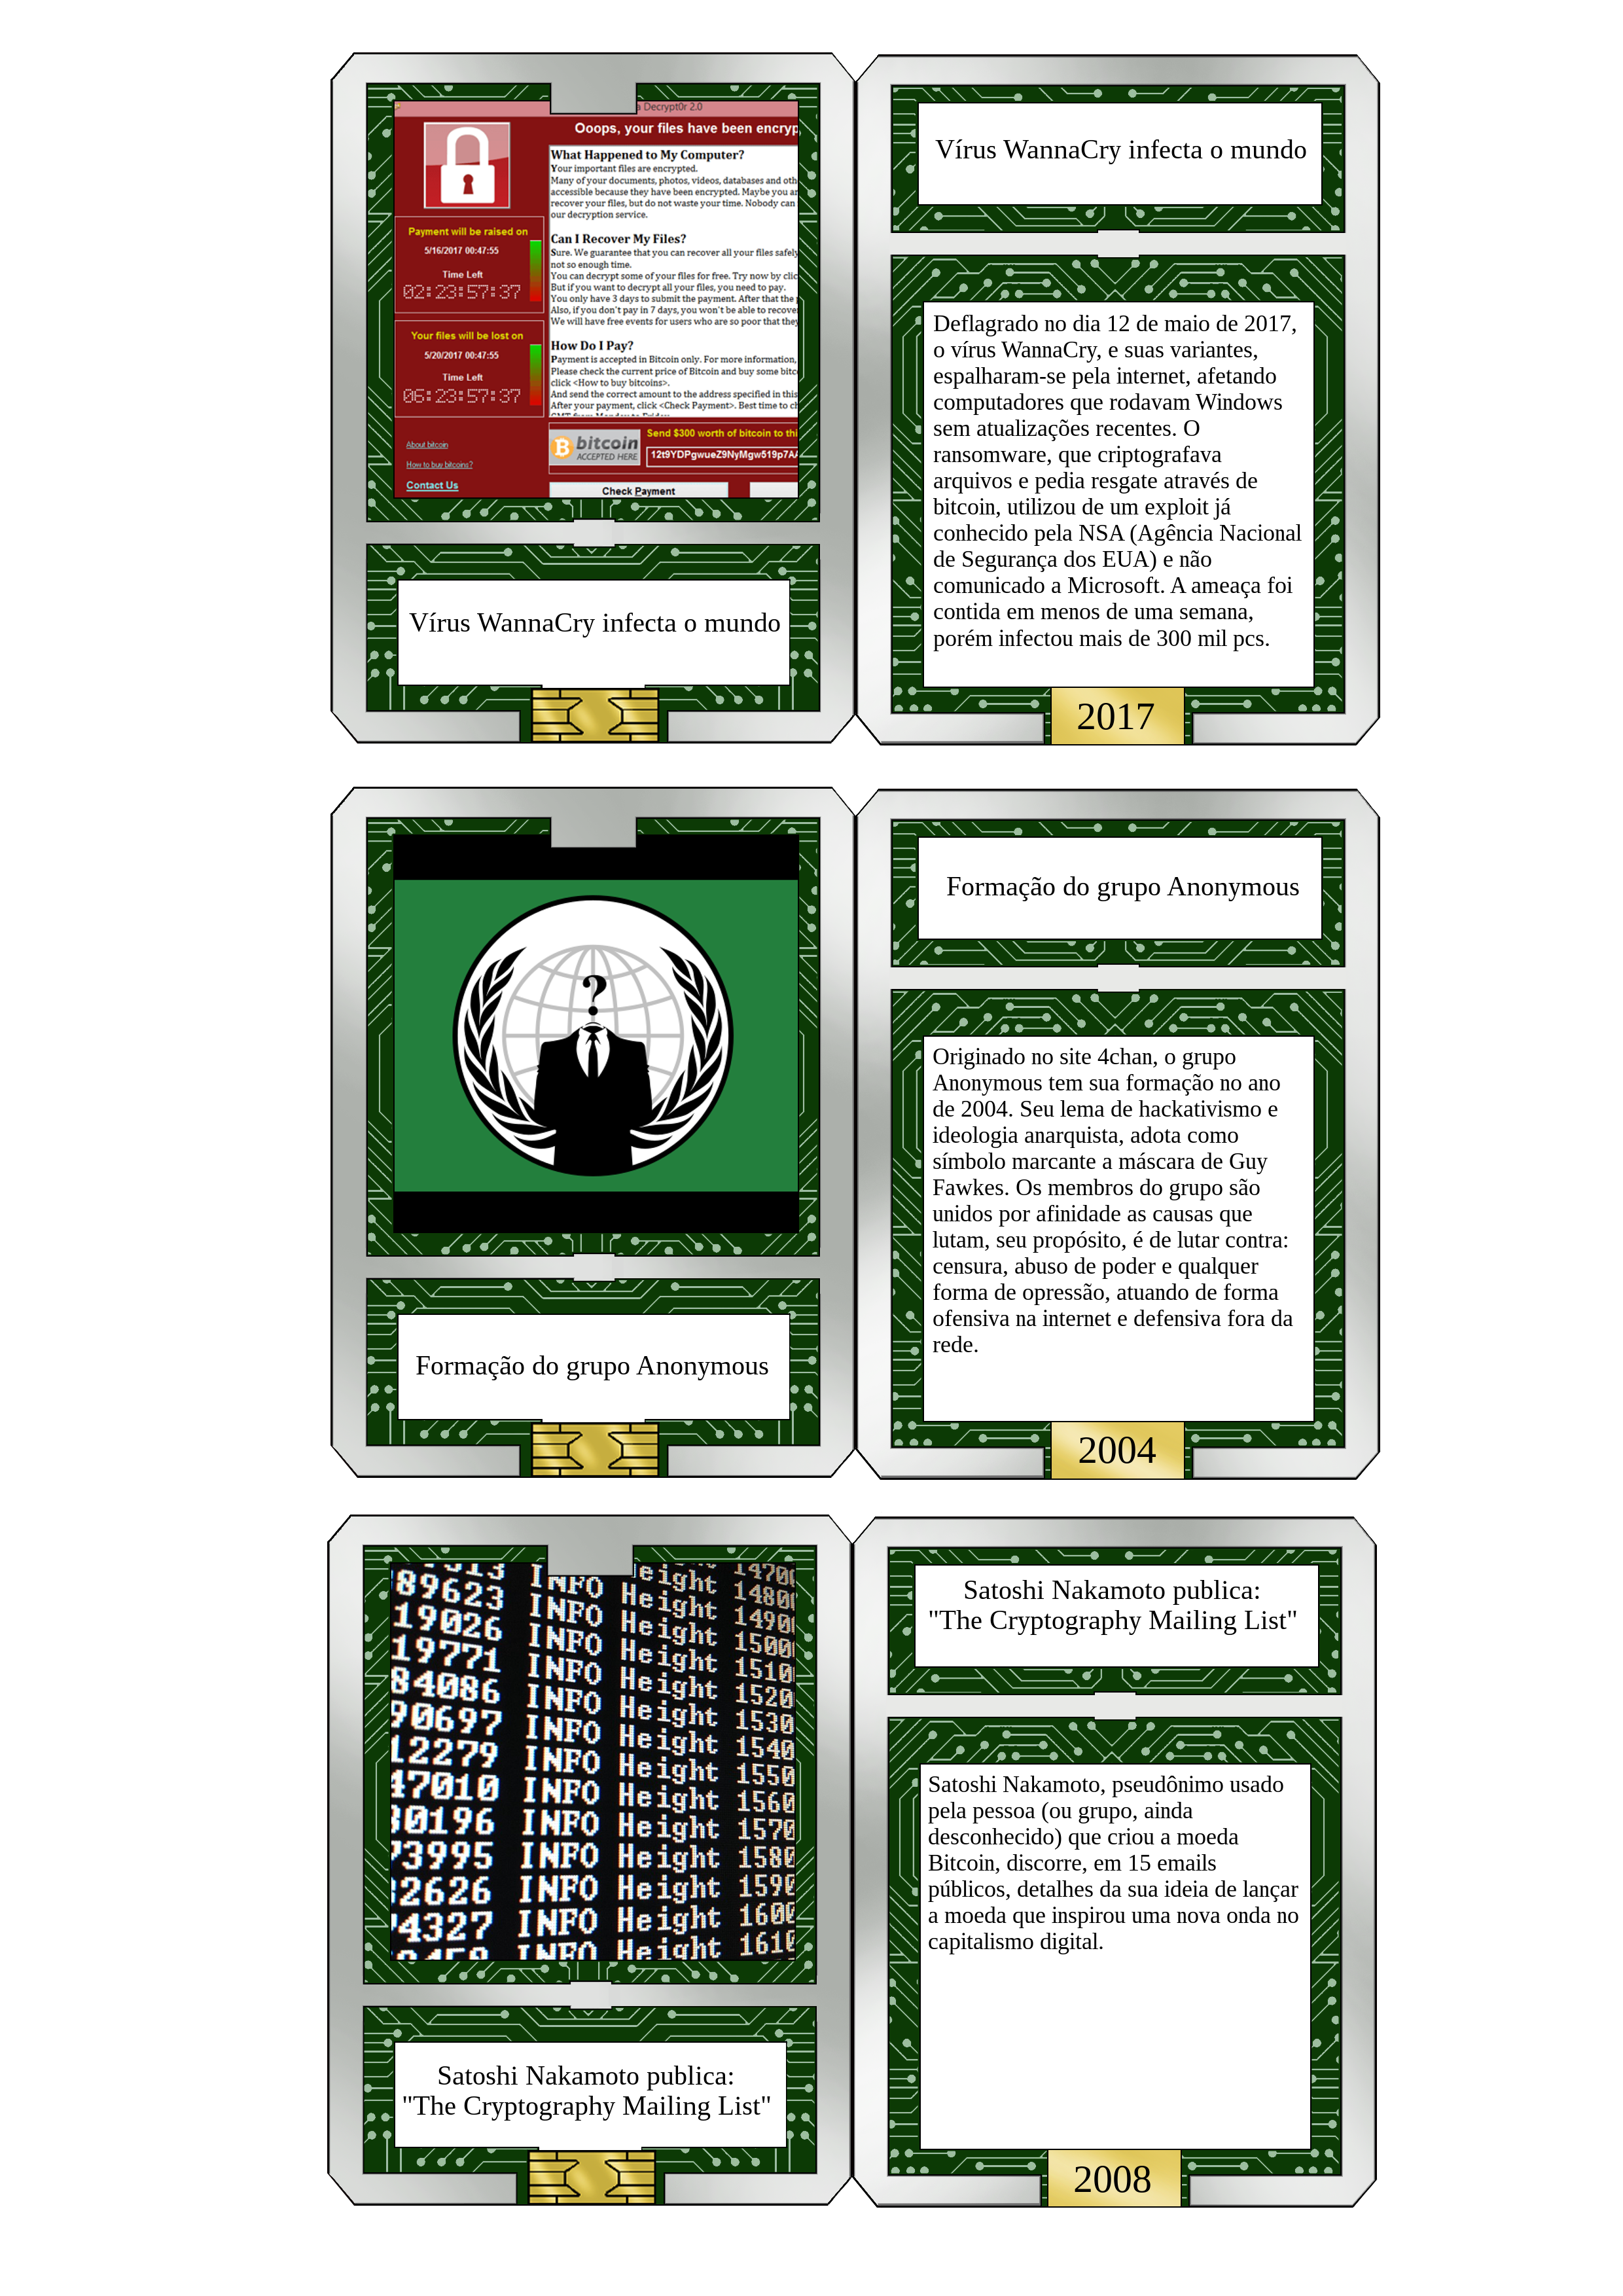 a Decrypt0r 2.0
Ooops, your files have been encryp
What Happened to My Computer?
Your important files are encrypted.
Many of your documents, photos, videos, databases and oth
accessible because they have been encrypted. Maybe you ar
recover your files, but do not waste your time. Nobody can
our decryption service.
Can I Recover My Files?
Sure. We guarantee that you can recover all your files safely
not so enough time.
You can decrypt some of your files for free. Try now by clic
But if you want to decrypt all your files, you need to pay.
You only have 3 days to submit the payment. After that the
Also, if you don't pay in 7 days, you won't be able to recove
We will have free events for users who are so poor that they
How Do I Pay?
Payment is accepted in Bitcoin only. For more information,
Please check the current price of Bitcoin and buy some bitc
click <How to buy bitcoins>.
And send the correct amount to the address specified in this
After your payment, click <Check Payment>. Best time to ch
GMT from Monday to Friday
Payment will be raised on
5/16/2017 00:47:55
Time Left
02:23:57:37
Your files will be lost on
5/20/2017 00:47:55
Time Left
06:23:57:37
About bitcoin
How to buy bitcoins?
Contact Us
bitcoin
ACCEPTED HERE
Send $300 worth of bitcoin to thi
12t9YDPgwueZ9NyMgw519p7AA
Check Payment
Vírus WannaCry infecta o mundo
Vírus WannaCry infecta o mundo
Deflagrado no dia 12 de maio de 2017,
o vírus WannaCry, e suas variantes,
espalharam-se pela internet, afetando
computadores que rodavam Windows
sem atualizações recentes. O
ransomware, que criptografava
arquivos e pedia resgate através de
bitcoin, utilizou de um exploit já
conhecido pela NSA (Agência Nacional
de Segurança dos EUA) e não
comunicado a Microsoft. A ameaça foi
contida em menos de uma semana,
porém infectou mais de 300 mil pcs.
2017
?
Formação do grupo Anonymous
Formação do grupo Anonymous
Originado no site 4chan, o grupo
Anonymous tem sua formação no ano
de 2004. Seu lema de hackativismo e
ideologia anarquista, adota como
símbolo marcante a máscara de Guy
Fawkes. Os membros do grupo são
unidos por afinidade as causas que
lutam, seu propósito, é de lutar contra:
censura, abuso de poder e qualquer
forma de opressão, atuando de forma
ofensiva na internet e defensiva fora da
rede.
2004
INFO Height 1470
89623 INFO Height 1480
19026 INFO Height 1490
19771 INFO Height 1500
84086 INFO Height 1510
90697 INFO Height 1520
12279 INFO Height 1530
47010 INFO Height 1540
80196 INFO Height 1550
73995 INFO Height 1560
82626 INFO Height 1570
74327 INFO Height 1580
INFO Height 1590
Height 1600
Height 1610
Satoshi Nakamoto publica:
"The Cryptography Mailing List"
Satoshi Nakamoto publica:
"The Cryptography Mailing List"
Satoshi Nakamoto, pseudônimo usado
pela pessoa (ou grupo, ainda
desconhecido) que criou a moeda
Bitcoin, discorre, em 15 emails
públicos, detalhes da sua ideia de lançar
a moeda que inspirou uma nova onda no
capitalismo digital.
2008